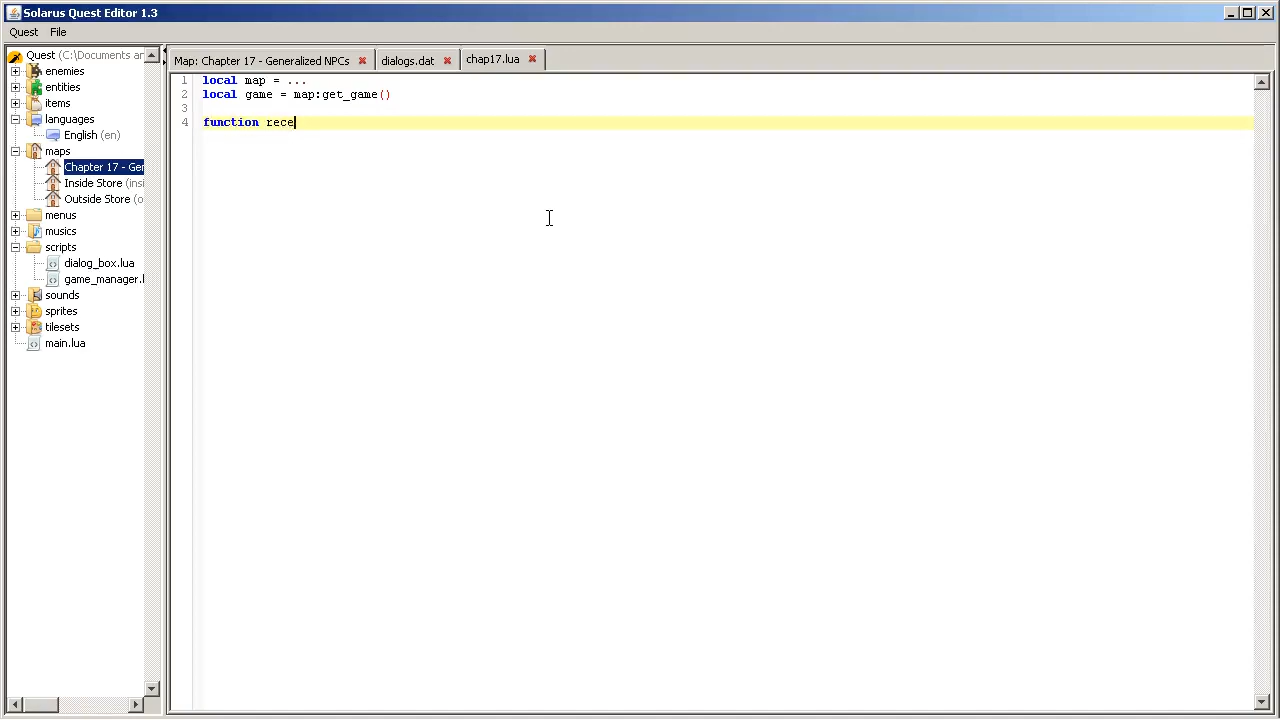 Solarus Quest Editor 1.3
Quest File
Quest (C:\Documents ar
enemies
entities
items
languages
English (en)
maps
Chapter 17 - Ger
Inside Store (insi
Outside Store (o
menus
musics
scripts
dialog_box.lua
game_manager.l
sounds
sprites
tilesets
main.lua
Map: Chapter 17 - Generalized NPCs dialogs.dat chap17.lua
1 local map = ...
2 local game = map:get_game()
3
4 function rece